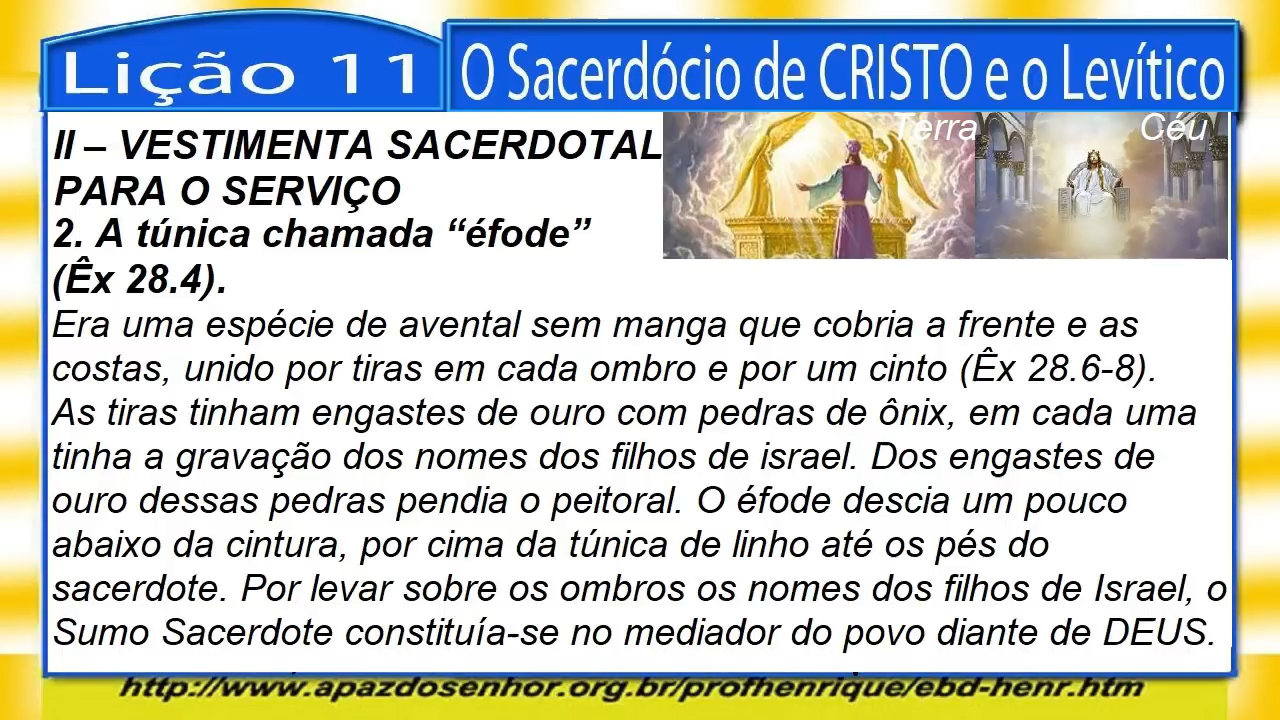 Lição 11
O Sacerdócio de CRISTO e o Levítico
Terra
Céu
II – VESTIMENTA SACERDOTAL
PARA O SERVIÇO
2. A túnica chamada “éfode”
(Êx 28.4).
Era uma espécie de avental sem manga que cobria a frente e as
costas, unido por tiras em cada ombro e por um cinto (Êx 28.6-8).
As tiras tinham engastes de ouro com pedras de ônix, em cada uma
tinha a gravação dos nomes dos filhos de israel. Dos engastes de
ouro dessas pedras pendia o peitoral. O éfode descia um pouco
abaixo da cintura, por cima da túnica de linho até os pés do
sacerdote. Por levar sobre os ombros os nomes dos filhos de Israel, o
Sumo Sacerdote constituía-se no mediador do povo diante de DEUS.
http://www.apazdosenhor.org.br/profhenrique/ebd-henr.htm